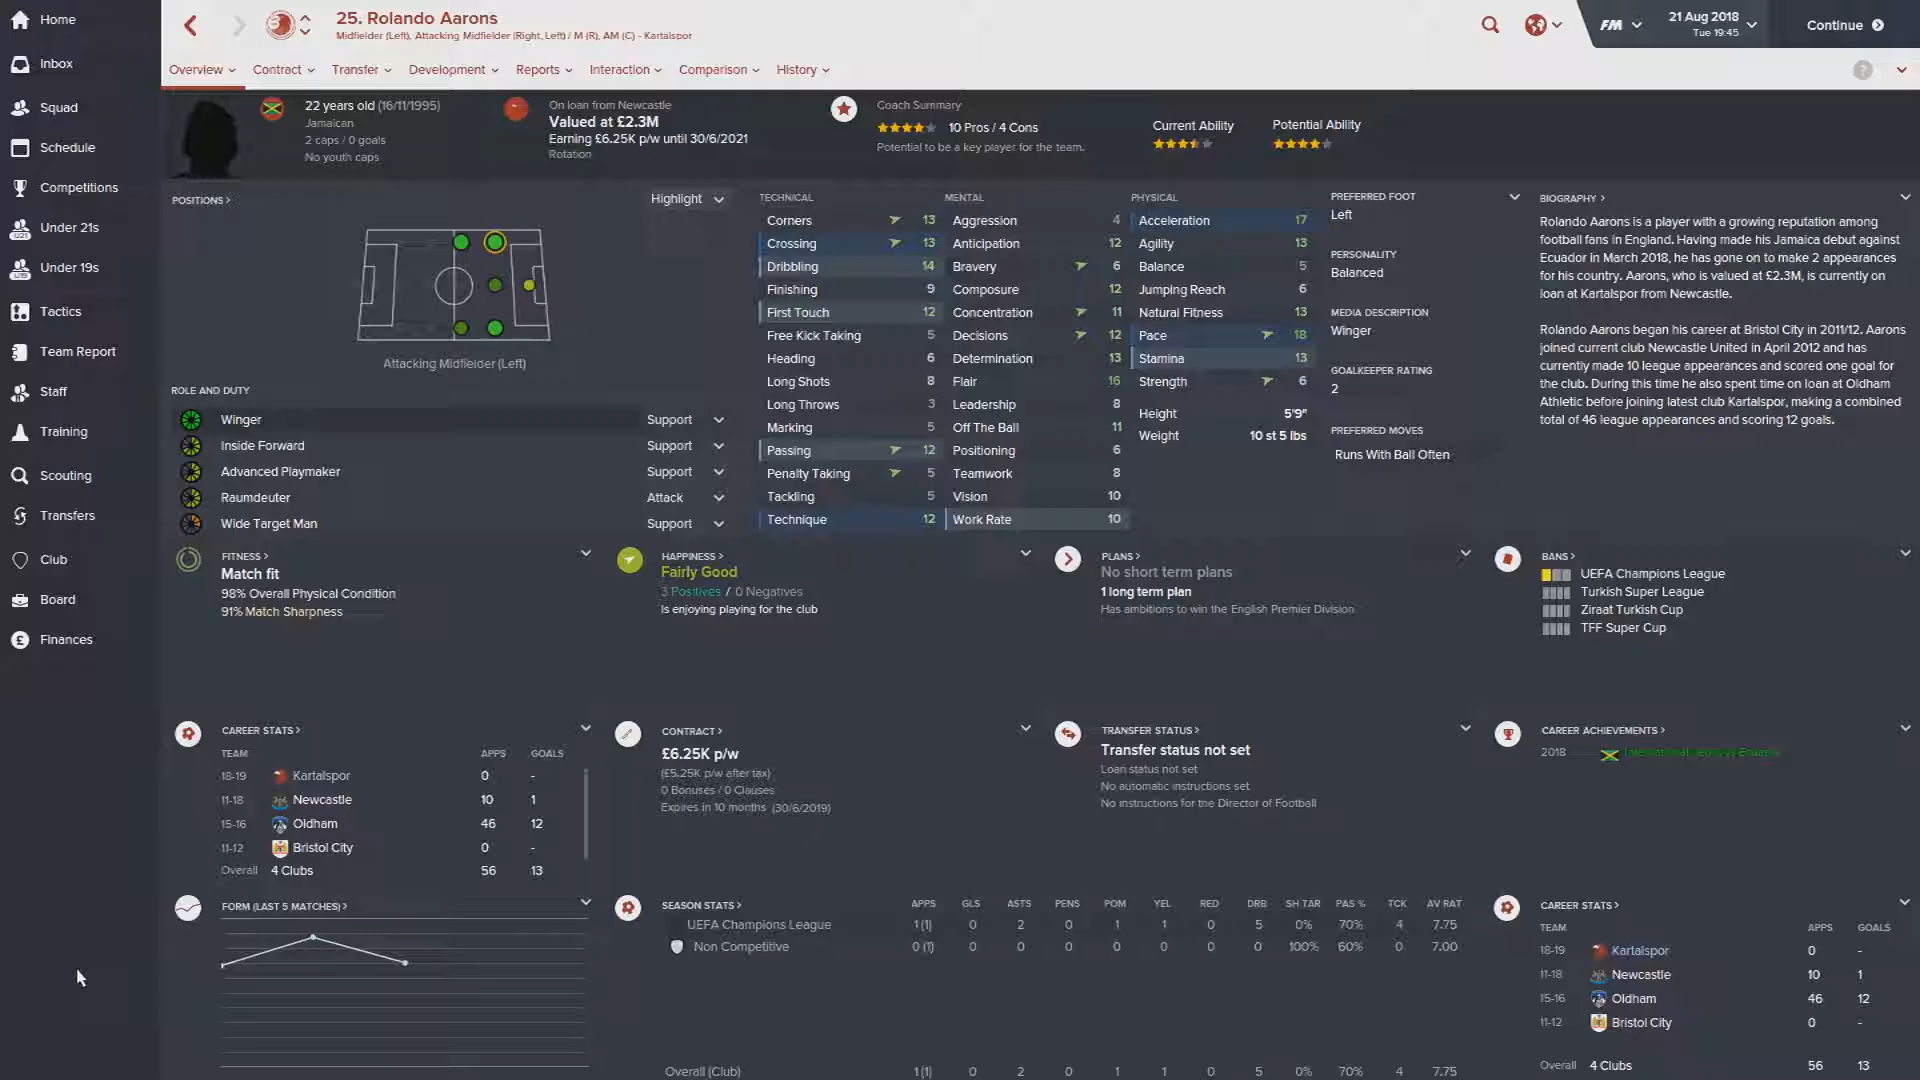 Home
Inbox
Squad
Schedule
Competitions
Under 21s
Under 19s
Tactics
Team Report
Staff
Training
Scouting
Transfers
Club
Board
Finances
25. Rolando Aarons
Midfielder (Left), Attacking Midfielder (Right, Left) / M (R), AM (C) - Kartalspor
FM
21 Aug 2018
Tue 19:45
Continue
Overview Contract Transfer Development Reports Interaction Comparison History
22 years old (16/11/1995)
Jamaican
2 caps / 0 goals
No youth caps
On loan from Newcastle
Valued at £2.3M
Earning £6.25K p/w until 30/6/2021
Rotation
Coach Summary
10 Pros / 4 Cons
Potential to be a key player for the team.
Current Ability
Potential Ability
POSITIONS >
Highlight
Attacking Midfielder (Left)
ROLE AND DUTY
Winger Support
Inside Forward Support
Advanced Playmaker Support
Raumdeuter Attack
Wide Target Man Support
TECHNICAL
Corners 13
Crossing 13
Dribbling 14
Finishing 9
First Touch 12
Free Kick Taking 5
Heading 6
Long Shots 8
Long Throws 3
Marking 5
Passing 12
Penalty Taking 5
Tackling 5
Technique 12
MENTAL
Aggression 4
Anticipation 12
Bravery 6
Composure 12
Concentration 11
Decisions 12
Determination 13
Flair 16
Leadership 8
Off The Ball 11
Positioning 6
Teamwork 8
Vision 10
Work Rate 10
PHYSICAL
Acceleration 17
Agility 13
Balance 5
Jumping Reach 6
Natural Fitness 13
Pace 18
Stamina 13
Strength 6
Height 5'9"
Weight 10 st 5 lbs
PREFERRED FOOT
Left
PERSONALITY
Balanced
MEDIA DESCRIPTION
Winger
GOALKEEPER RATING
2
PREFERRED MOVES
Runs With Ball Often
BIOGRAPHY >
Rolando Aarons is a player with a growing reputation among
football fans in England. Having made his Jamaica debut against
Ecuador in March 2018, he has gone on to make 2 appearances
for his country. Aarons, who is valued at £2.3M, is currently on
loan at Kartalspor from Newcastle.
Rolando Aarons began his career at Bristol City in 2011/12. Aarons
joined current club Newcastle United in April 2012 and has
currently made 10 league appearances and scored one goal for
the club. During this time he also spent time on loan at Oldham
Athletic before joining latest club Kartalspor, making a combined
total of 46 league appearances and scoring 12 goals.
FITNESS >
Match fit
98% Overall Physical Condition
91% Match Sharpness
HAPPINESS >
Fairly Good
3 Positives / 0 Negatives
Is enjoying playing for the club
PLANS >
No short term plans
1 long term plan
Has ambitions to win the English Premier Division
BANS >
UEFA Champions League
Turkish Super League
Ziraat Turkish Cup
TFF Super Cup
CAREER STATS >
TEAM APPS GOALS
18-19 Kartalspor 0 -
11-18 Newcastle 10 1
15-16 Oldham 46 12
11-12 Bristol City 0 -
Overall 4 Clubs 56 13
CONTRACT >
£6.25K p/w
(£5.25K p/w after tax)
0 Bonuses / 0 Clauses
Expires in 10 months (30/6/2019)
TRANSFER STATUS >
Transfer status not set
Loan status not set
No automatic instructions set
No instructions for the Director of Football
CAREER ACHIEVEMENTS >
2018 International debut vs Ecuador
FORM (LAST 5 MATCHES) >
SEASON STATS > APPS GLS ASTS PENS POM YEL RED DRB SH TAR PAS % TCK AV RAT
UEFA Champions League 1 (1) 0 2 0 1 1 0 5 0% 70% 4 7.75
Non Competitive 0 (1) 0 0 0 0 0 0 0 100% 60% 0 7.00
Overall (Club) 1 (1) 0 2 0 1 1 0 5 0% 70% 4 7.75
CAREER STATS >
TEAM APPS GOALS
18-19 Kartalspor 0 -
11-18 Newcastle 10 1
15-16 Oldham 46 12
11-12 Bristol City 0 -
Overall 4 Clubs 56 13